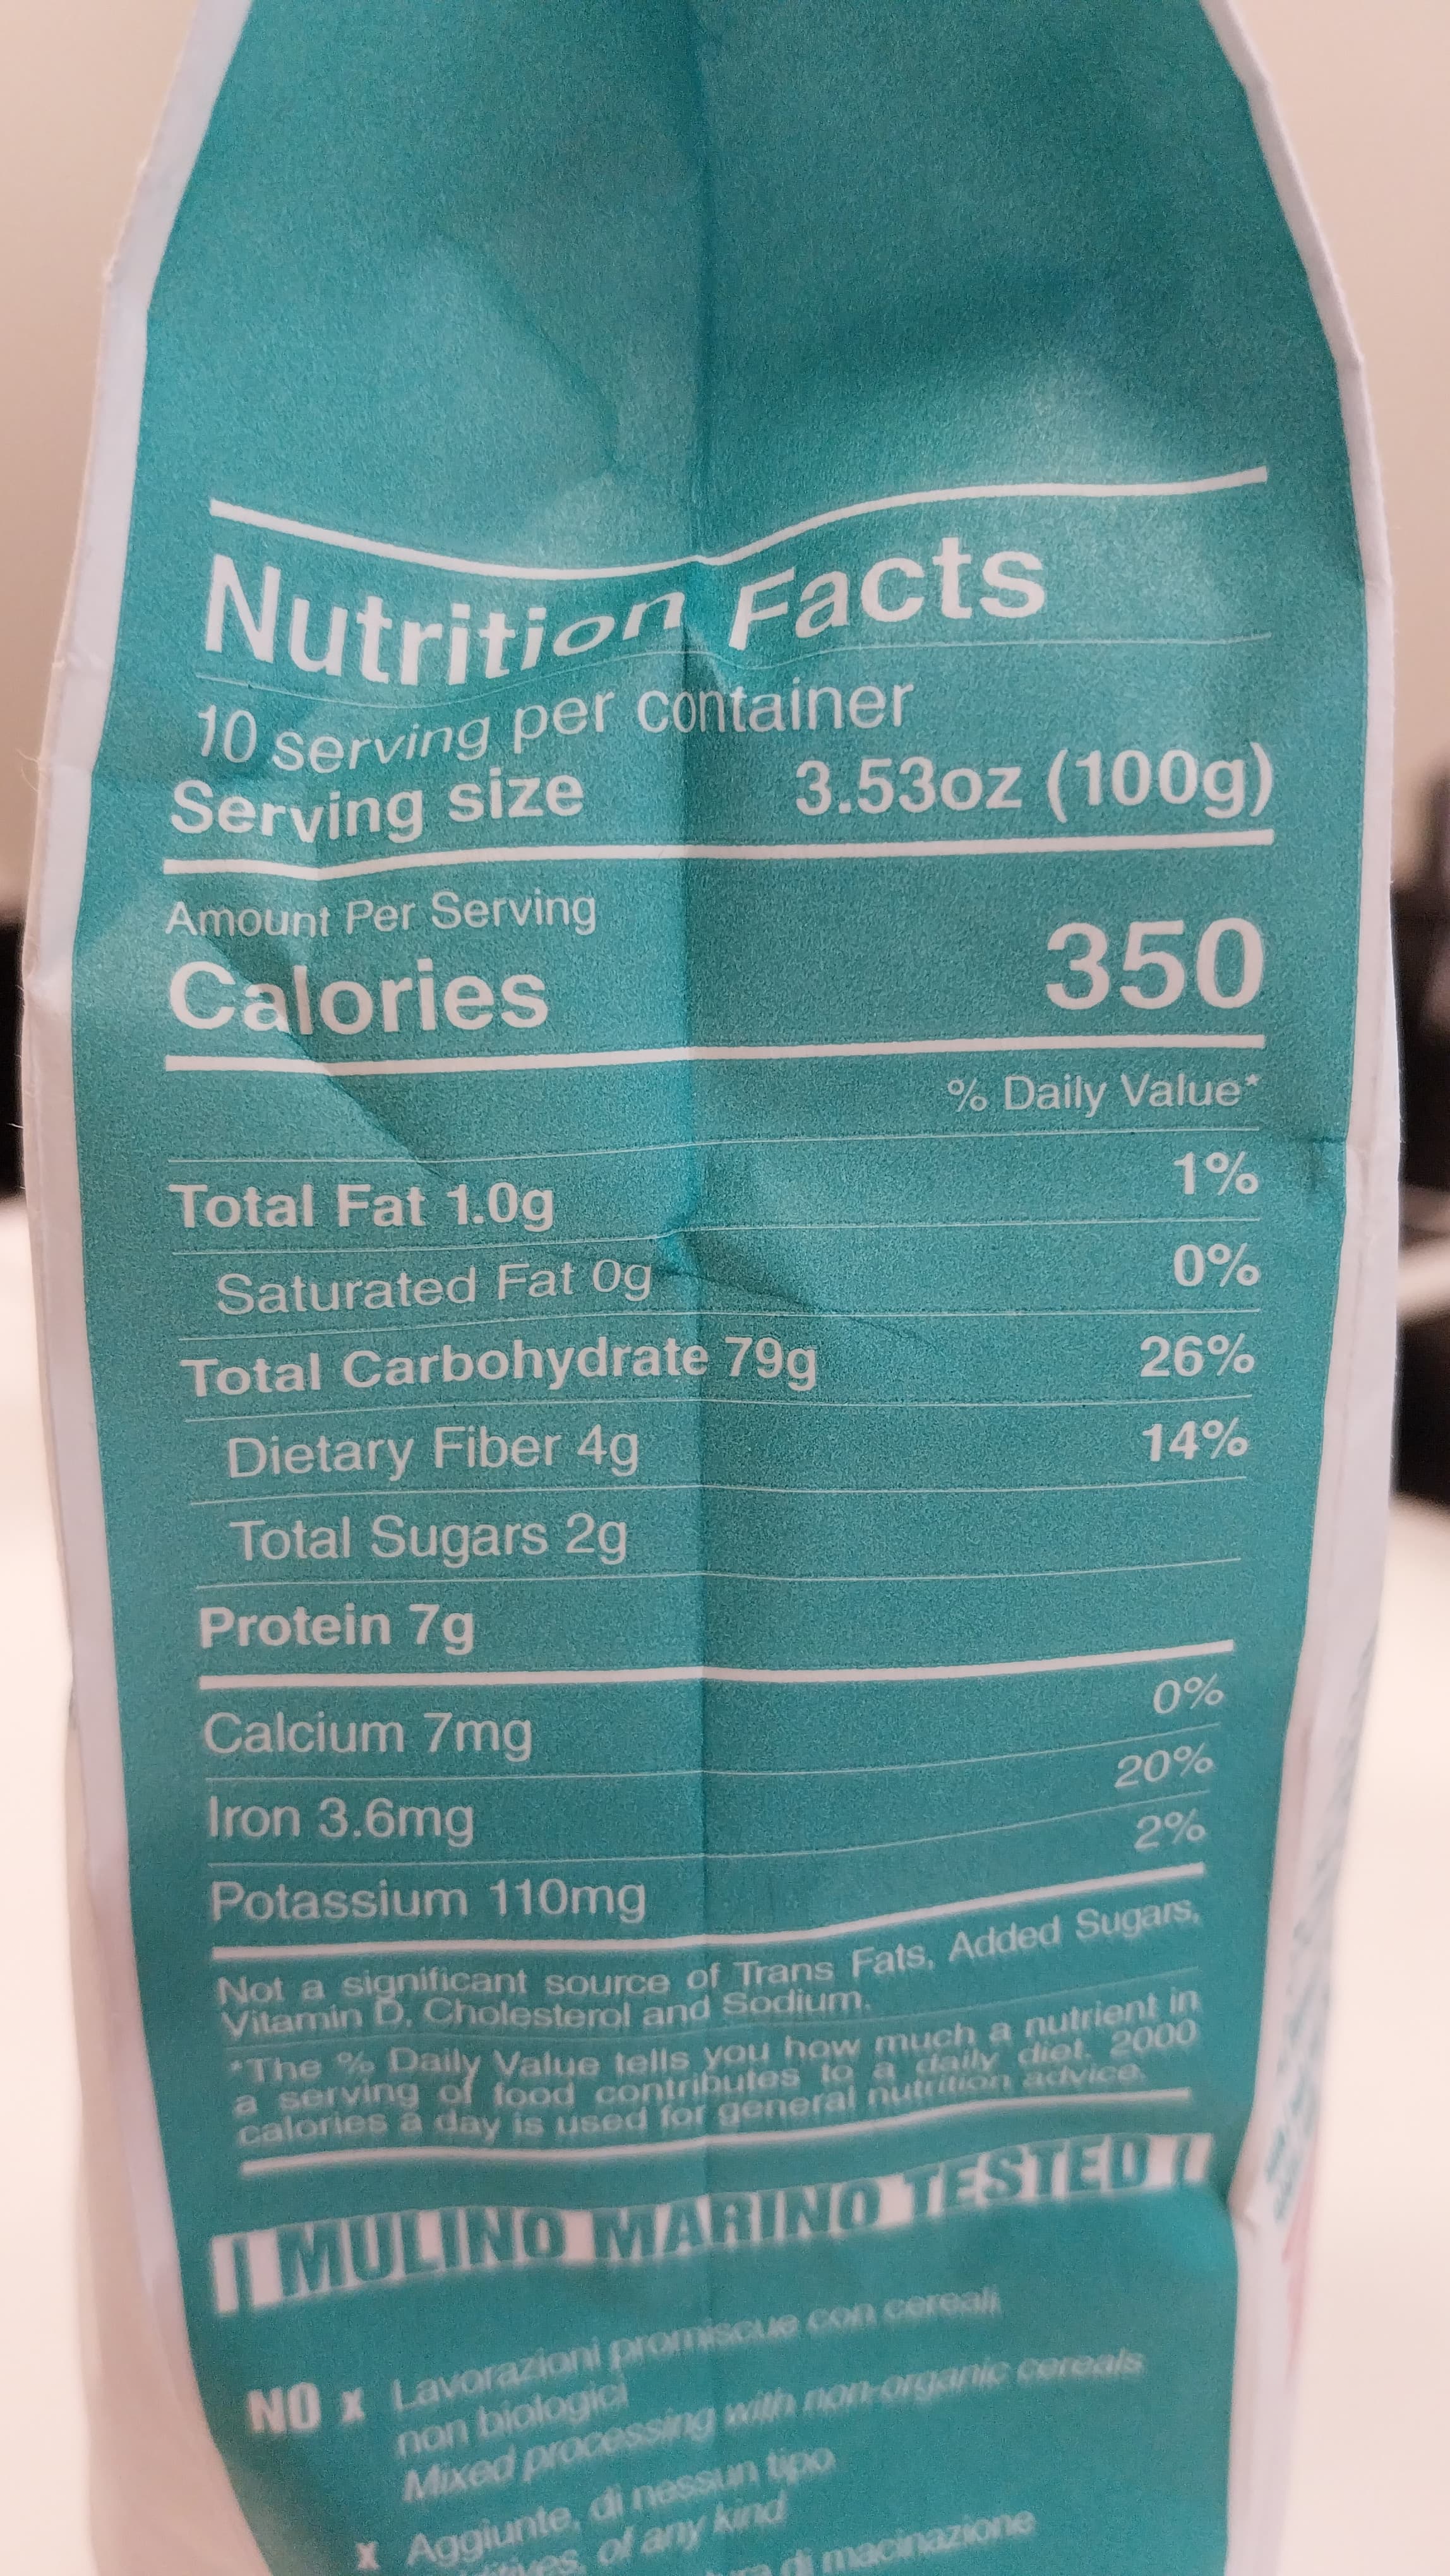 Nutrition Facts
10 serving per container
Serving size 3.53oz (100g)
Amount Per Serving
Calories 350
% Daily Value*
Total Fat 1.0g 1%
Saturated Fat 0g 0%
Total Carbohydrate 79g 26%
Dietary Fiber 4g 14%
Total Sugars 2g
Protein 7g
Calcium 7mg 0%
Iron 3.6mg 20%
Potassium 110mg 2%
Not a significant source of Trans Fats, Added Sugars,
Vitamin D, Cholesterol and Sodium.
*The % Daily Value tells you how much a nutrient in
a serving of food contributes to a daily diet. 2000
calories a day is used for general nutrition advice.
MULINO MARINO TESTED
NO x Lavorazioni promiscue con cereali
non biologici
Mixed processing with non-organic cereals
x Aggiunte, di nessun tipo
of any kind
di macinazione